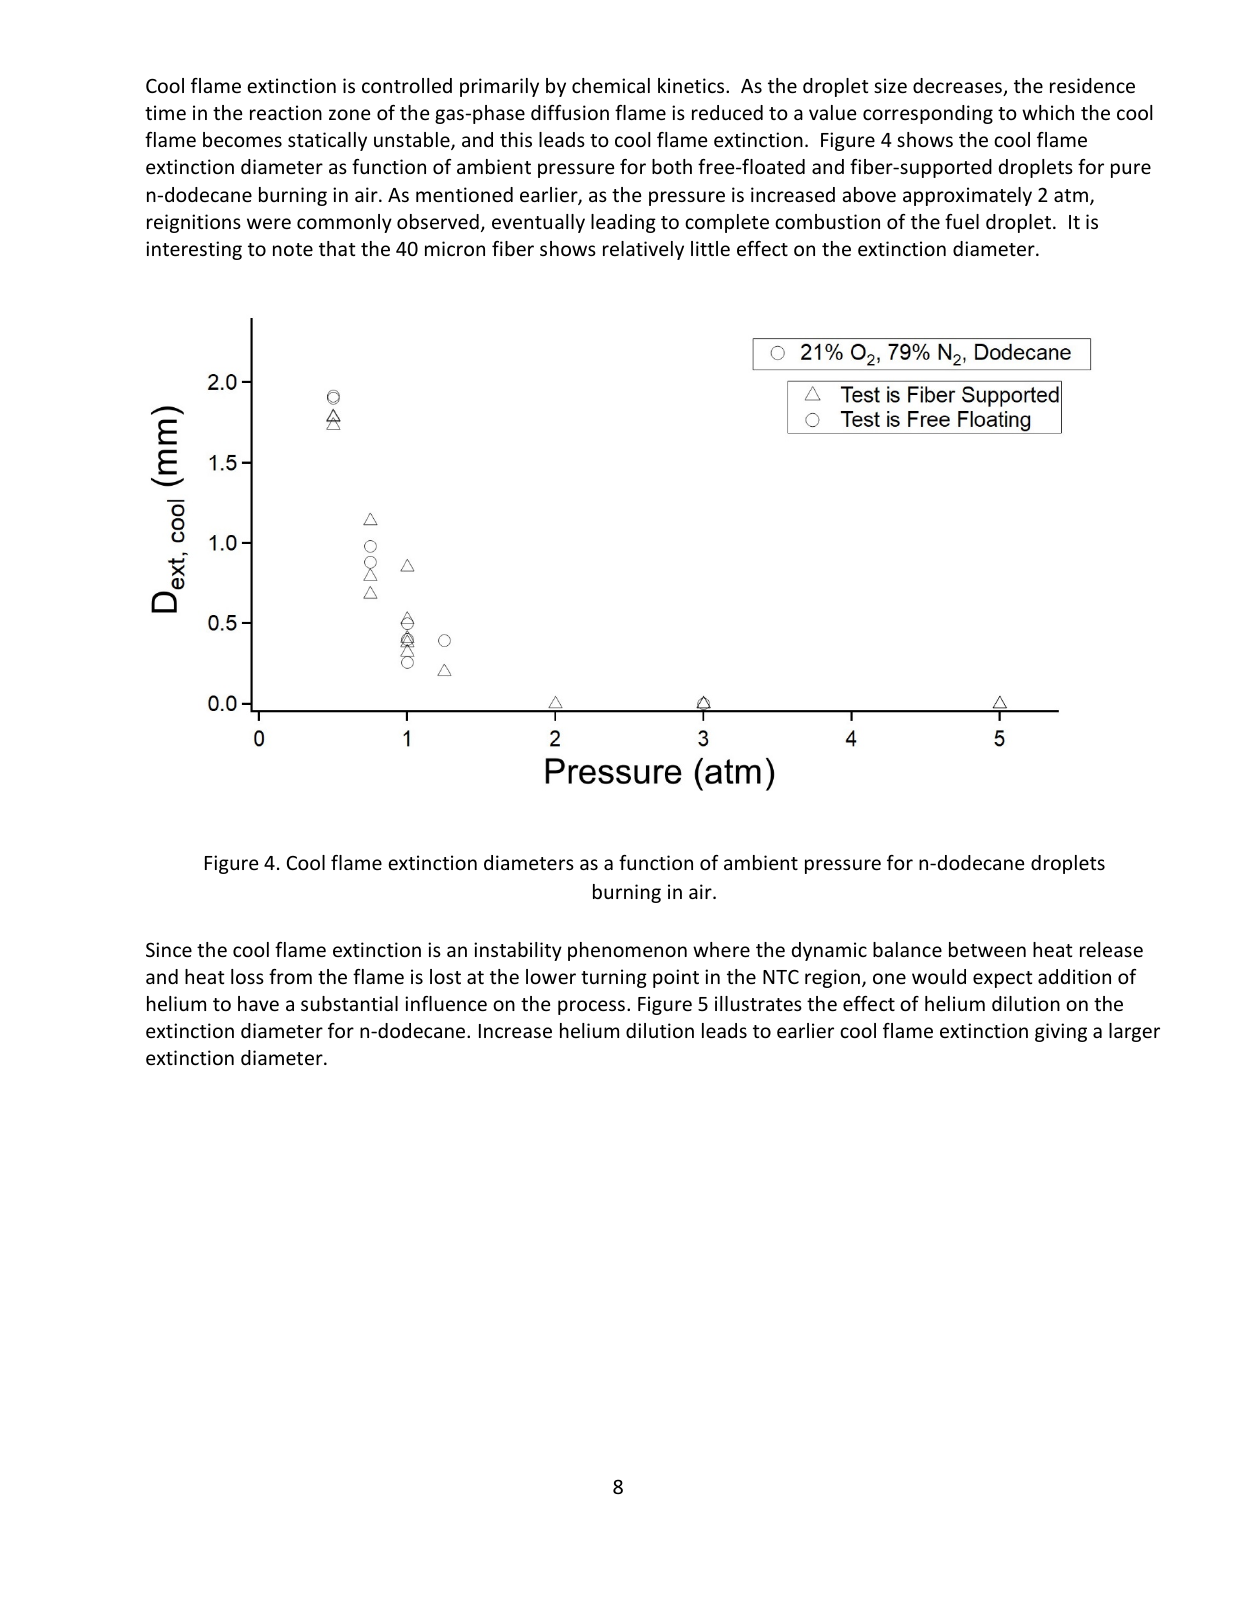 Cool flame extinction is controlled primarily by chemical kinetics.  As the droplet size decreases, the residence
time in the reaction zone of the gas-phase diffusion flame is reduced to a value corresponding to which the cool
flame becomes statically unstable, and this leads to cool flame extinction.  Figure 4 shows the cool flame
extinction diameter as function of ambient pressure for both free-floated and fiber-supported droplets for pure
n-dodecane burning in air. As mentioned earlier, as the pressure is increased above approximately 2 atm,
reignitions were commonly observed, eventually leading to complete combustion of the fuel droplet.  It is
interesting to note that the 40 micron fiber shows relatively little effect on the extinction diameter.
21% O2, 79% N2, Dodecane
Test is Fiber Supported
Test is Free Floating
Dext, cool (mm)
2.0
1.5
1.0
0.5
0.0
0 1 2 3 4 5
Pressure (atm)
Figure 4. Cool flame extinction diameters as a function of ambient pressure for n-dodecane droplets
burning in air.
Since the cool flame extinction is an instability phenomenon where the dynamic balance between heat release
and heat loss from the flame is lost at the lower turning point in the NTC region, one would expect addition of
helium to have a substantial influence on the process. Figure 5 illustrates the effect of helium dilution on the
extinction diameter for n-dodecane. Increase helium dilution leads to earlier cool flame extinction giving a larger
extinction diameter.
8